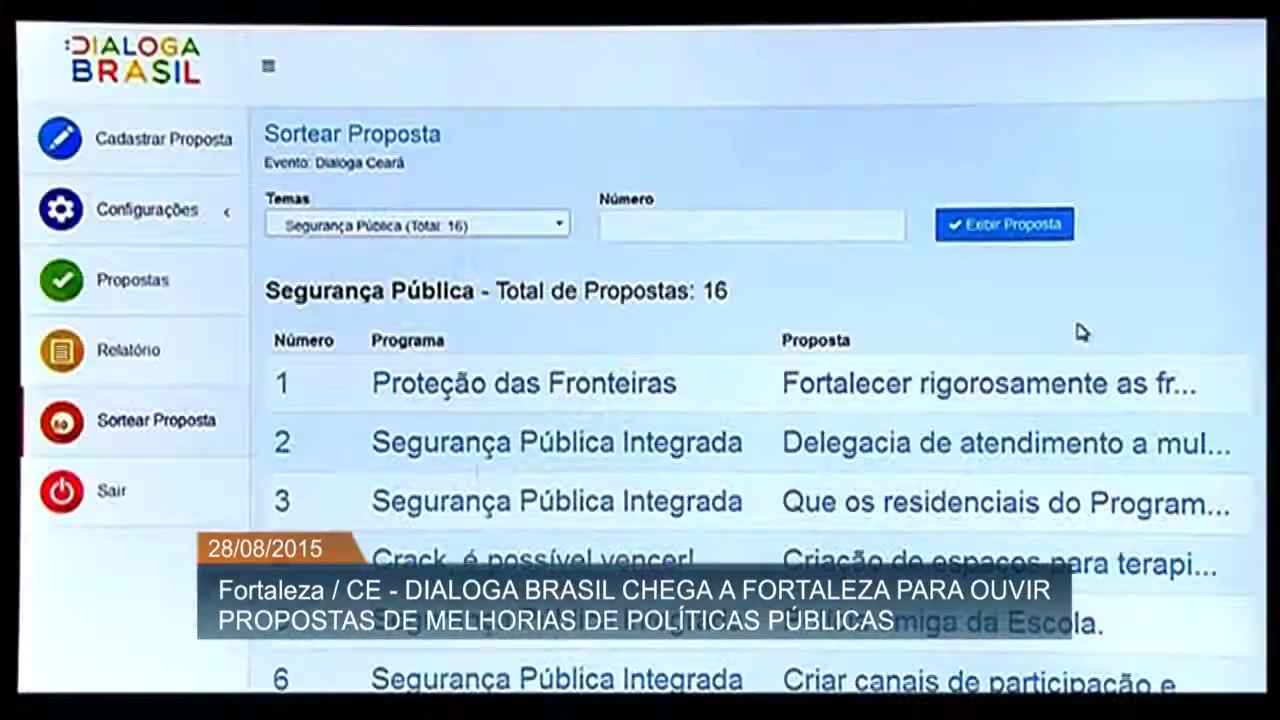 :DIALOGA
BRASIL
Cadastrar Proposta
Configurações
Propostas
Relatório
Sortear Proposta
Sair
Sortear Proposta
Evento: Dialoga Ceará
Temas
Número
Segurança Pública (Total: 16)
Exibir Proposta
Segurança Pública - Total de Propostas: 16
Número Programa Proposta
1 Proteção das Fronteiras Fortalecer rigorosamente as fr...
2 Segurança Pública Integrada Delegacia de atendimento a mul...
3 Segurança Pública Integrada Que os residenciais do Program...
Crack, é possível vencer! Criação de espaços para terapi...
Segurança Pública Integrada amiga da Escola.
6 Segurança Pública Integrada Criar canais de participação e
28/08/2015
Fortaleza / CE - DIALOGA BRASIL CHEGA A FORTALEZA PARA OUVIR
PROPOSTAS DE MELHORIAS DE POLÍTICAS PÚBLICAS